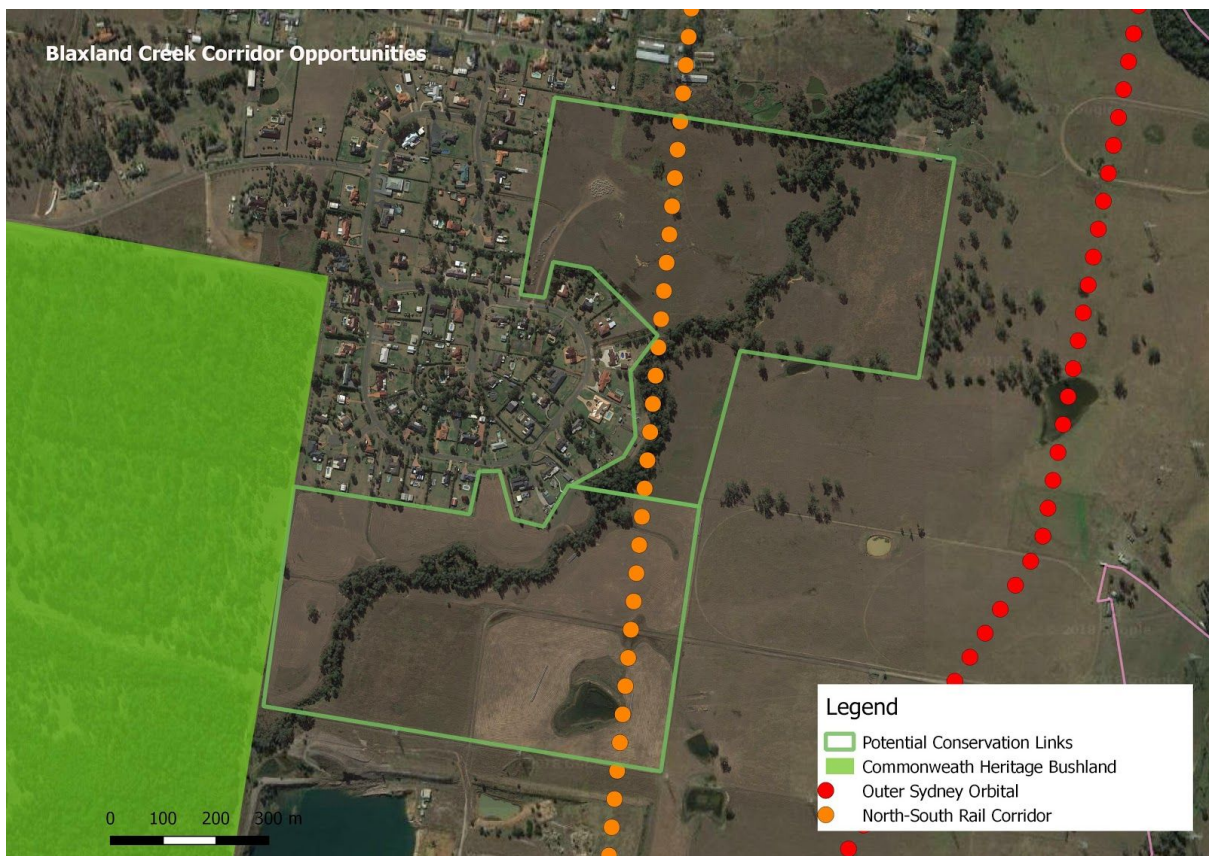 Blaxland Creek Corridor Opportunities
Legend
Potential Conservation Links
Commonweath Heritage Bushland
Outer Sydney Orbital
North-South Rail Corridor
0 100 200 300 m